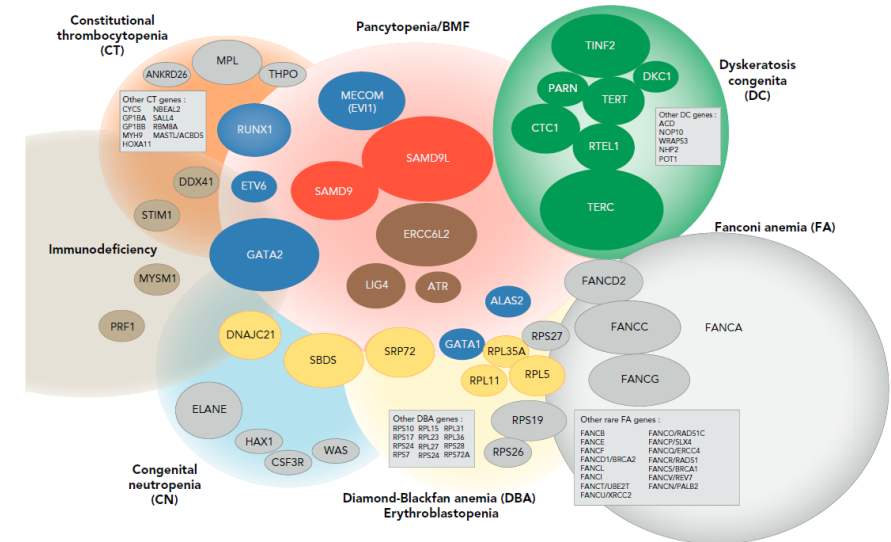 Constitutional
thrombocytopenia
(CT)
Pancytopenia/BMF
Dyskeratosis
congenita
(DC)
Immunodeficiency
Fanconi anemia (FA)
Congenital
neutropenia
(CN)
Diamond-Blackfan anemia (DBA)
Erythroblastopenia
ANKRD26
MPL
THPO
Other CT genes :
CYCS NBEAL2
GP1BA SALL4
GP1BB RBM8A
MYH9 MASTL/ACBD5
HOXA11
RUNX1
DDX41
ETV6
STIM1
GATA2
MYSM1
PRF1
MECOM
(EVI1)
SAMD9L
SAMD9
ERCC6L2
LIG4
ATR
ALAS2
TINF2
PARN
DKC1
TERT
CTC1
RTEL1
TERC
Other DC genes :
ACD
NOP10
WRAP53
NHP2
POT1
FANCD2
FANCC
FANCA
FANCG
Other rare FA genes :
FANCB FANCO/RAD51C
FANCE FANCP/SLX4
FANCF FANCQ/ERCC4
FANCD1/BRCA2 FANCR/RAD51
FANCL FANCS/BRCA1
FANCI FANCV/REV7
FANCT/UBE2T FANCN/PALB2
FANCU/XRCC2
DNAJC21
SBDS
SRP72
GATA1
RPS27
RPL35A
RPL11
RPL5
RPS19
RPS26
Other DBA genes :
RPS10 RPL15 RPL31
RPS17 RPL23 RPL36
RPS24 RPL27 RPS28
RPS7 RPS24 RPS72A
ELANE
HAX1
CSF3R
WAS